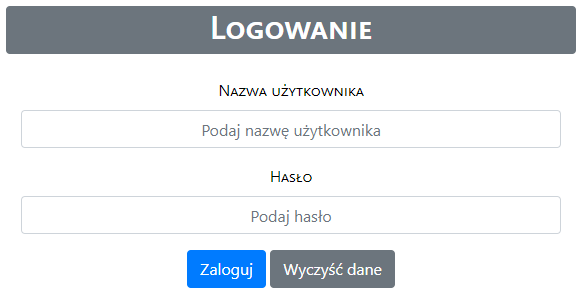 Logowanie
Nazwa użytkownika
Podaj nazwę użytkownika
Hasło
Podaj hasło
Zaloguj Wyczyść dane